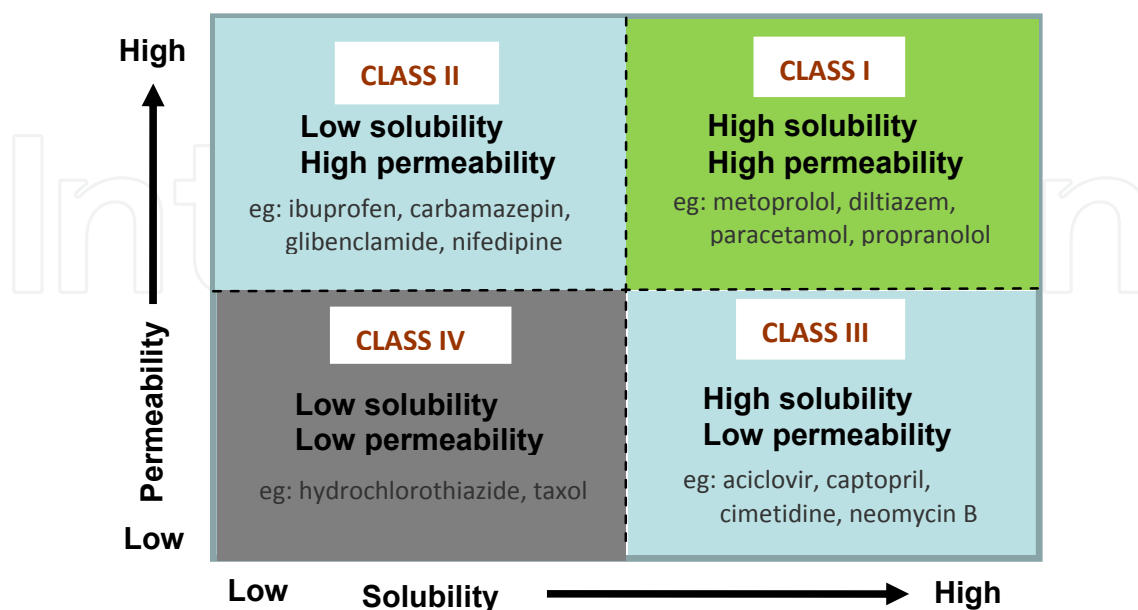 High
CLASS II
Low solubility
High permeability
eg: ibuprofen, carbamazepin,
glibenclamide, nifedipine
CLASS I
High solubility
High permeability
eg: metoprolol, diltiazem,
paracetamol, propranolol
Permeability
CLASS IV
Low solubility
Low permeability
eg: hydrochlorothiazide, taxol
CLASS III
High solubility
Low permeability
eg: aciclovir, captopril,
cimetidine, neomycin B
Low
Low
Solubility
High